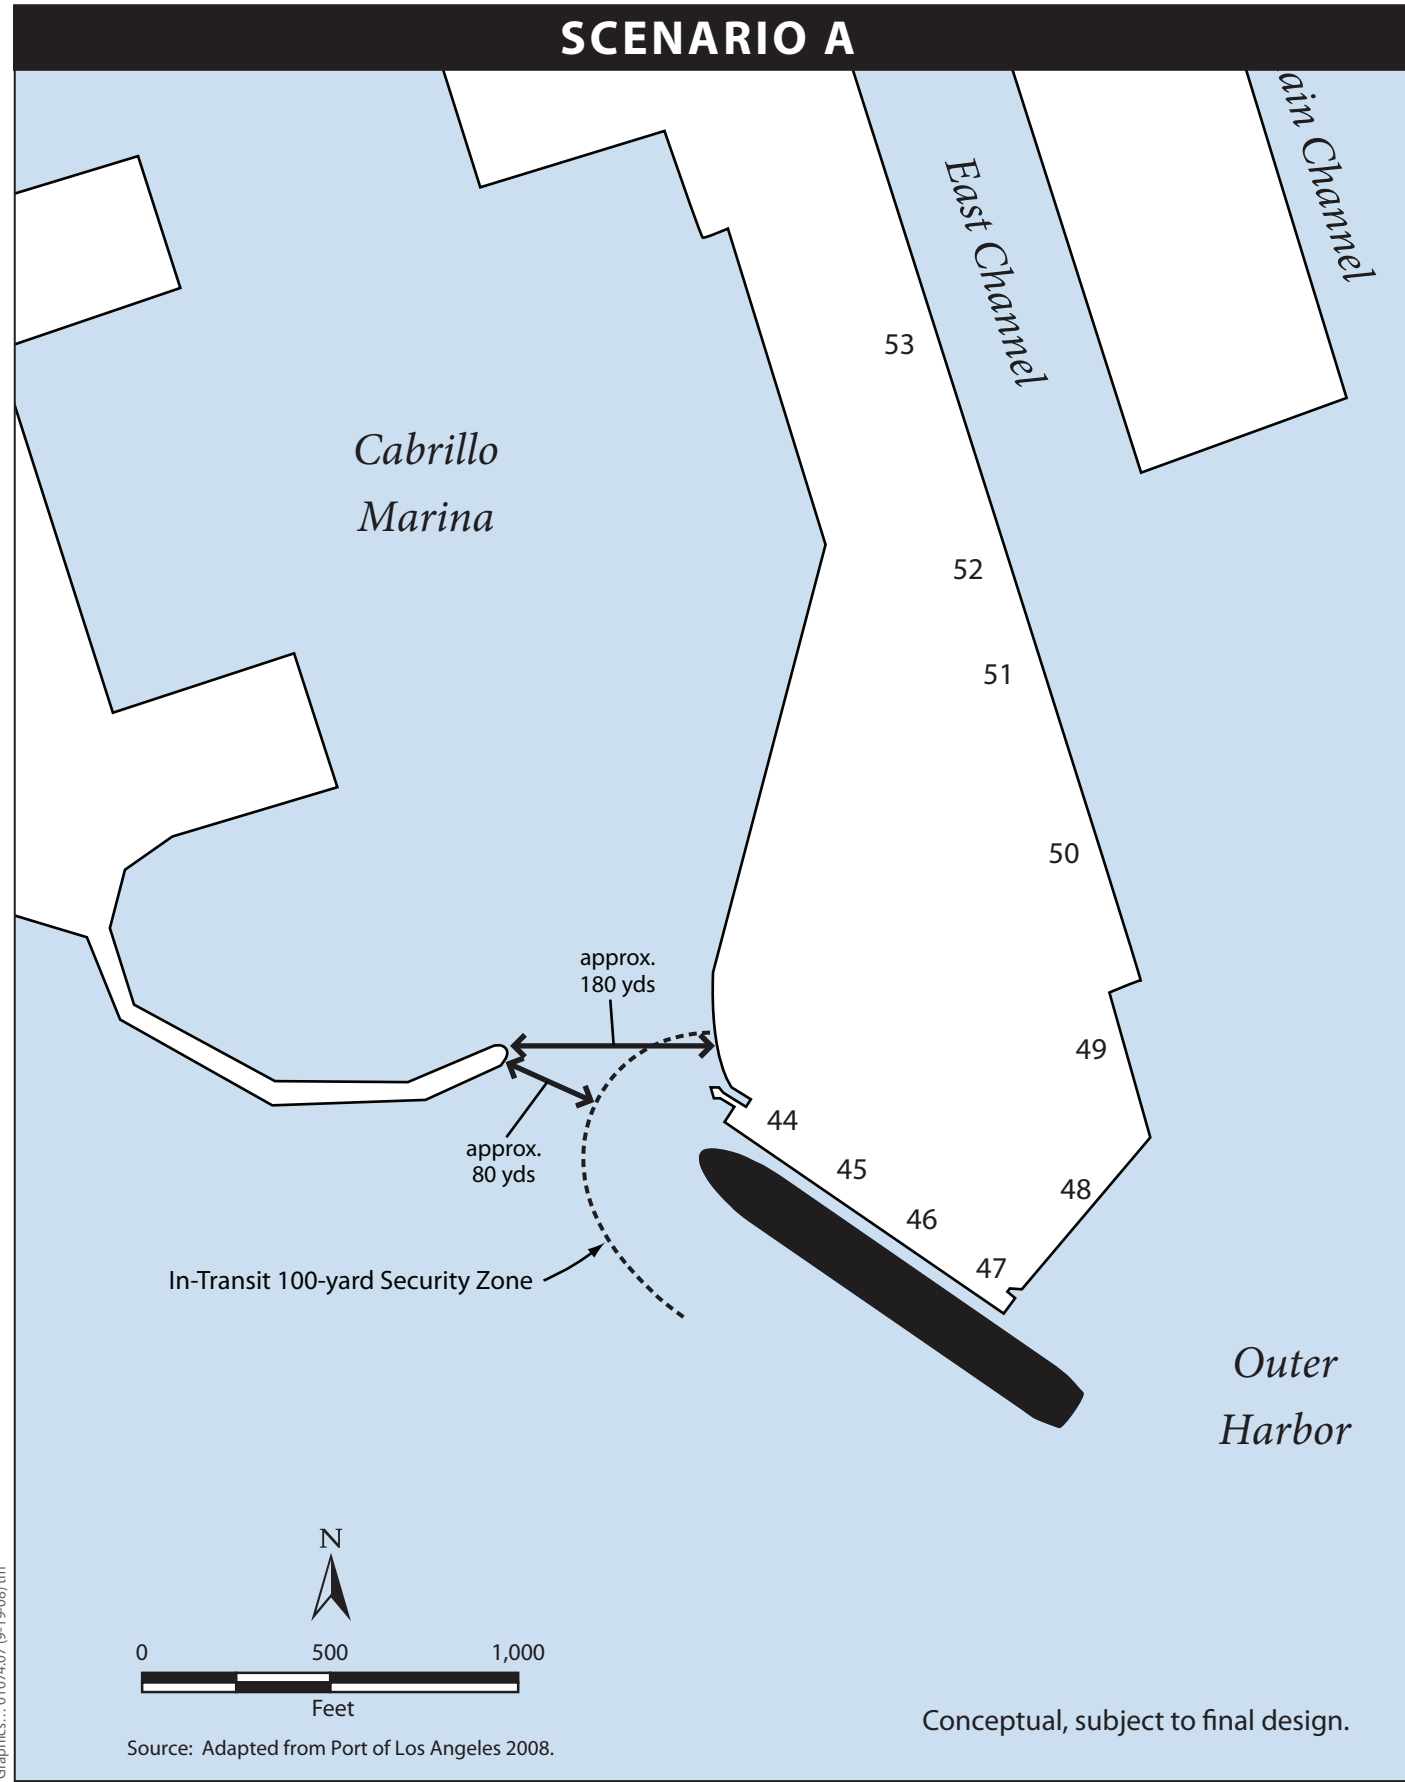 SCENARIO A
ain Channel
East Channel
53
Cabrillo
Marina
52
51
50
approx.
180 yds
49
44
approx.
80 yds
45
48
46
47
In-Transit 100-yard Security Zone
Outer
Harbor
N
0 500 1,000
Feet
Conceptual, subject to final design.
Source: Adapted from Port of Los Angeles 2008.